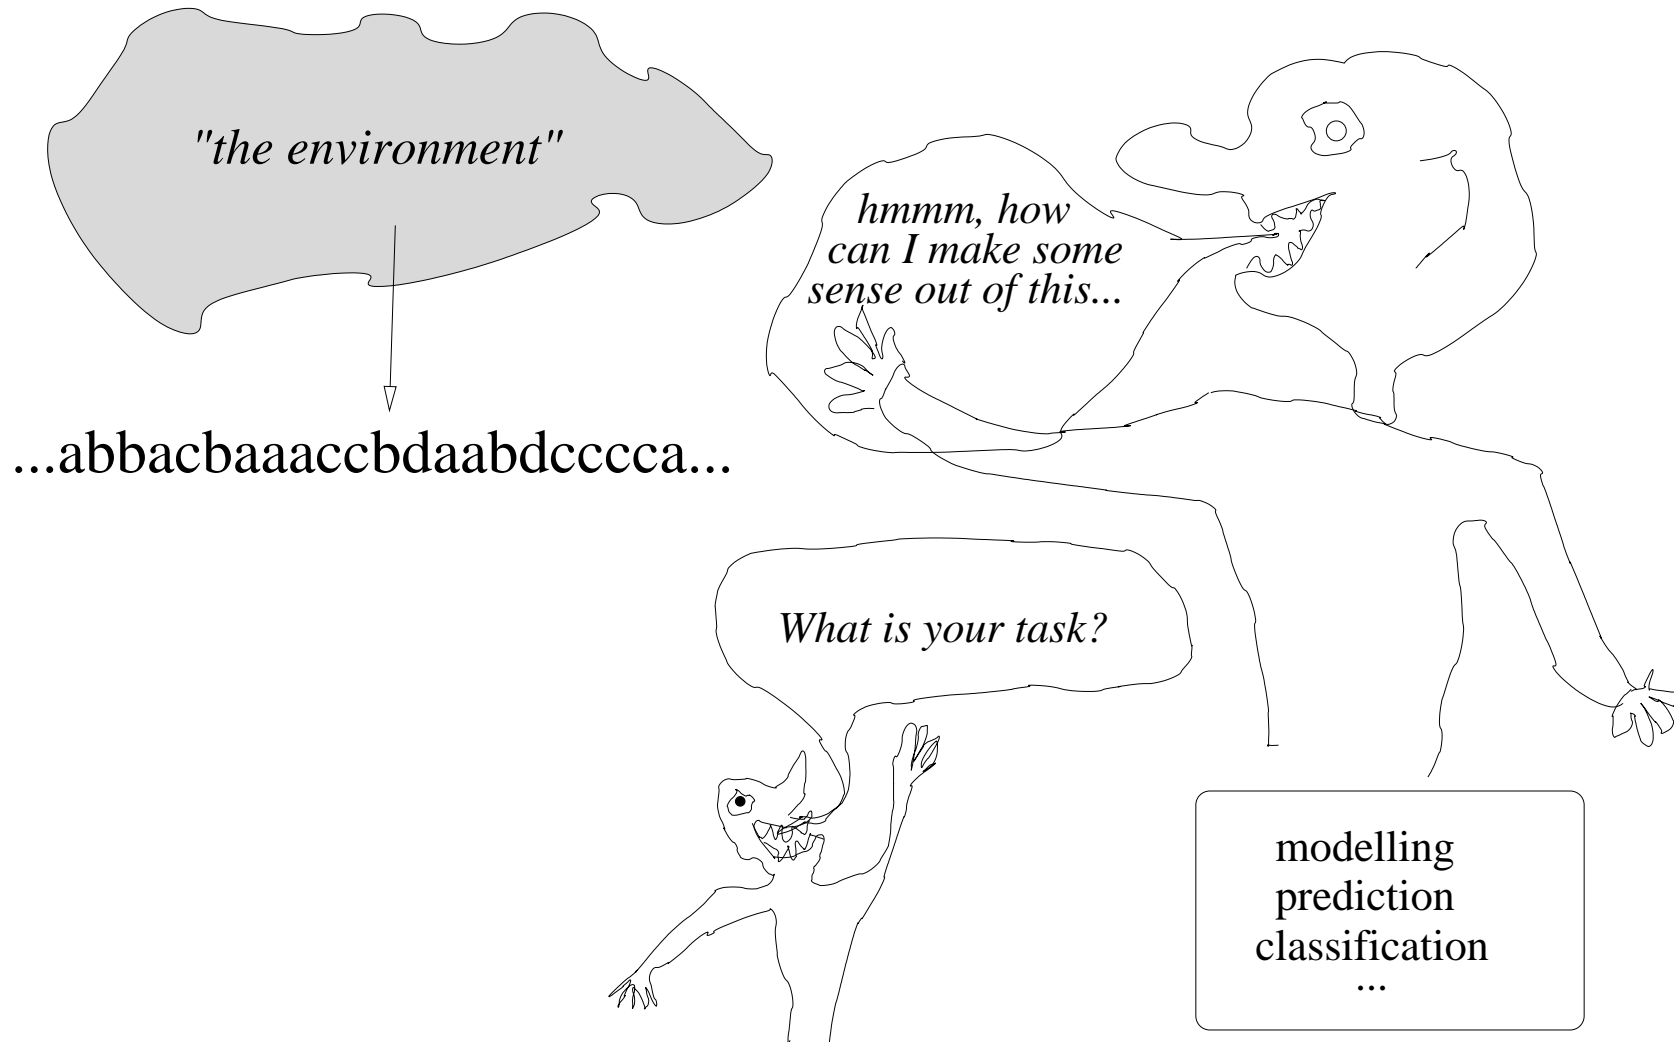 "the environment"
hmmm, how
can I make some
sense out of this...
...abbacbaaaccbdaabdcccca...
What is your task?
modelling
prediction
classification
...